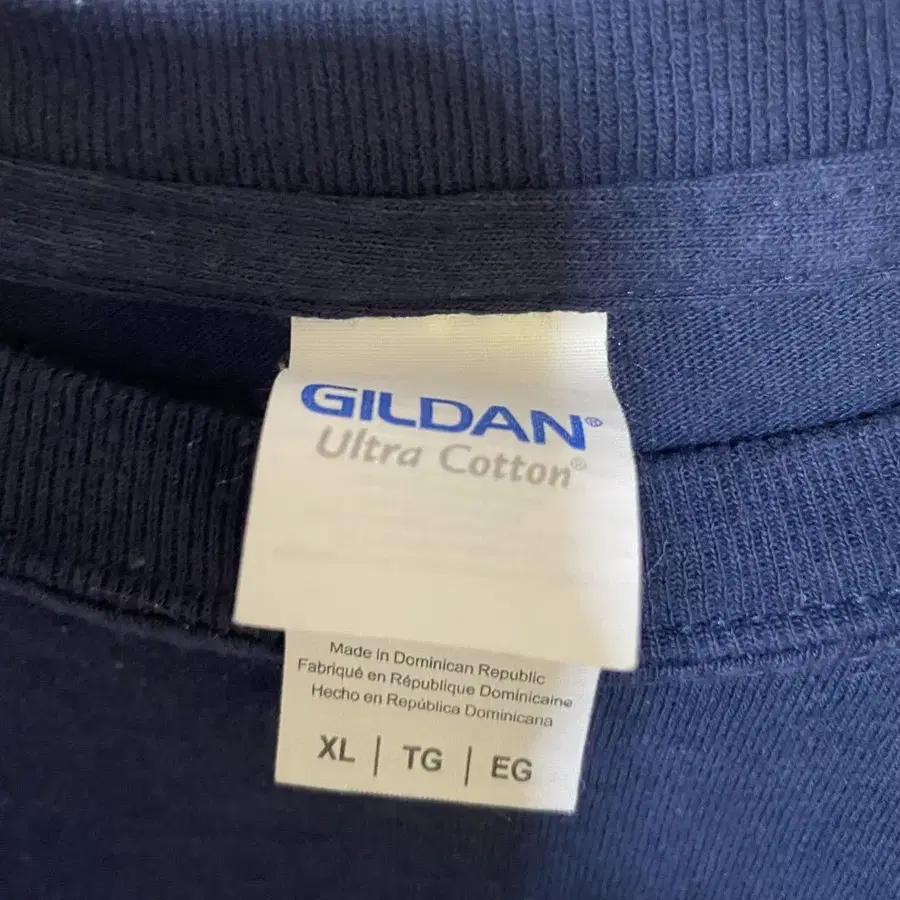 GILDAN®
Ultra Cotton®
Made in Dominican Republic
Fabriqué en République Dominicaine
Hecho en República Dominicana
XL | TG | EG